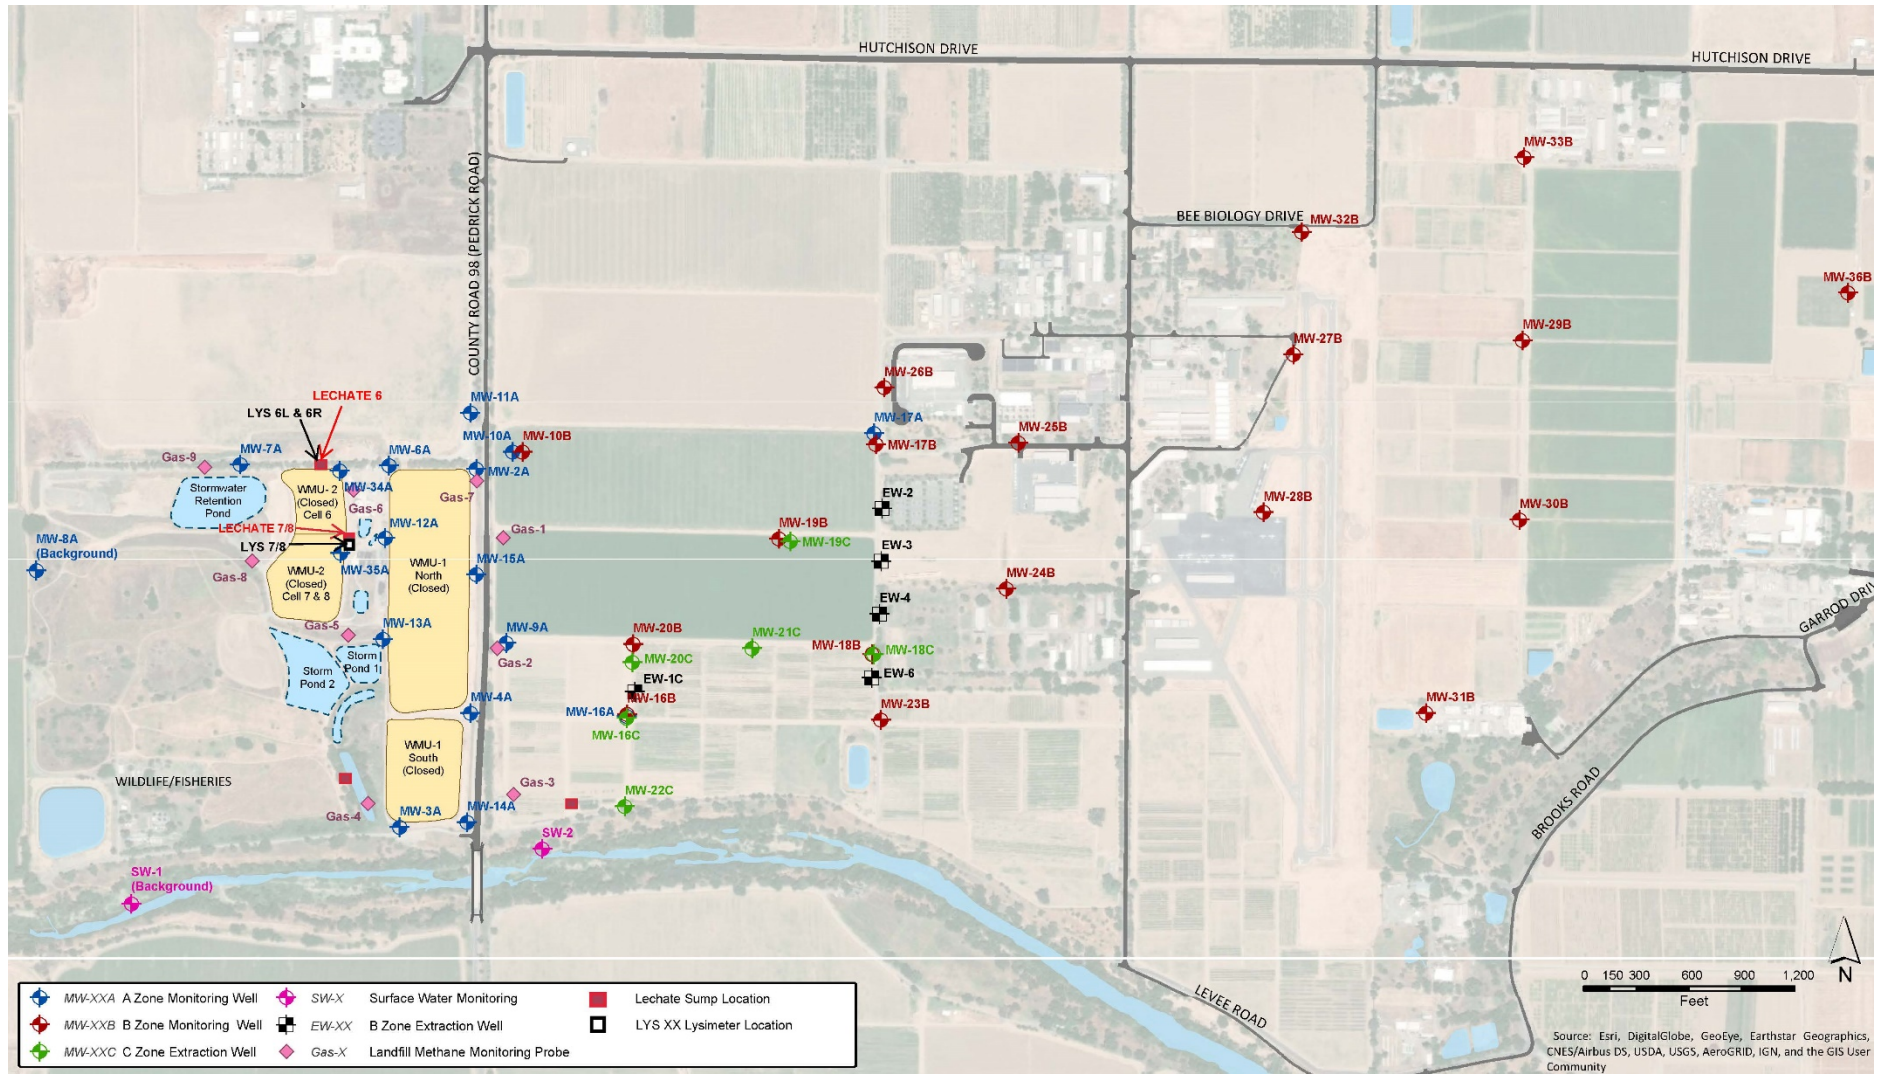 HUTCHISON DRIVE
HUTCHISON DRIVE
COUNTY ROAD 98 (PEDRICK ROAD)
MW-33B
BEE BIOLOGY DRIVE
MW-32B
MW-36B
MW-29B
MW-27B
MW-26B
LECHATE 6
LYS 6L & 6R
MW-11A
MW-17A
MW-10A
MW-10B
MW-17B
MW-25B
MW-7A
MW-6A
Gas-9
MW-2A
MW-34A
Gas-7
Stormwater
Retention
Pond
WMU- 2
(Closed)
Cell 6
Gas-6
EW-2
MW-28B
MW-30B
LECHATE 7/8
MW-12A
Gas-1
MW-19B
MW-19C
LYS 7/8
MW-8A
(Background)
EW-3
Gas-8
MW-35A
WMU-2
(Closed)
Cell 7 & 8
WMU-1
North
(Closed)
MW-15A
MW-24B
EW-4
GARROD DRIV
Gas-5
MW-13A
MW-9A
MW-20B
MW-21C
MW-18B
MW-18C
Storm
Pond 1
Gas-2
MW-20C
Storm
Pond 2
EW-1C
EW-6
MW-4A
MW-16B
MW-16A
MW-16C
MW-23B
MW-31B
WMU-1
South
(Closed)
WILDLIFE/FISHERIES
Gas-3
Gas-4
MW-3A
MW-14A
MW-22C
BROOKS ROAD
SW-2
SW-1
(Background)
LEVEE ROAD
N
0 150 300 600 900 1,200
Feet
MW-XXA A Zone Monitoring Well
MW-XXB B Zone Monitoring Well
MW-XXC C Zone Extraction Well
SW-X Surface Water Monitoring
EW-XX B Zone Extraction Well
Gas-X Landfill Methane Monitoring Probe
Lechate Sump Location
LYS XX Lysimeter Location
Source: Esri, DigitalGlobe, GeoEye, Earthstar Geographics,
CNES/Airbus DS, USDA, USGS, AeroGRID, IGN, and the GIS User
Community